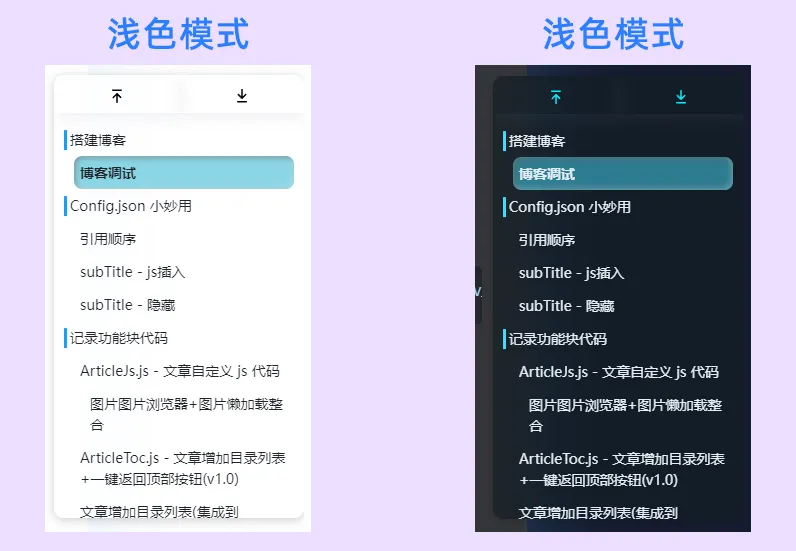 浅色模式
搭建博客
博客调试
Config.json 小妙用
引用顺序
subTitle - js插入
subTitle - 隐藏
记录功能块代码
ArticleJs.js - 文章自定义 js 代码
图片图片浏览器+图片懒加载整
合
ArticleToc.js - 文章增加目录列表
+一键返回顶部按钮(v1.0)
文章增加目录列表(集成到
浅色模式
搭建博客
博客调试
Config.json 小妙用
引用顺序
subTitle - js插入
subTitle - 隐藏
记录功能块代码
ArticleJs.js - 文章自定义 js 代码
图片图片浏览器+图片懒加载整
合
ArticleToc.js - 文章增加目录列表
+一键返回顶部按钮(v1.0)
文章增加目录列表(集成到